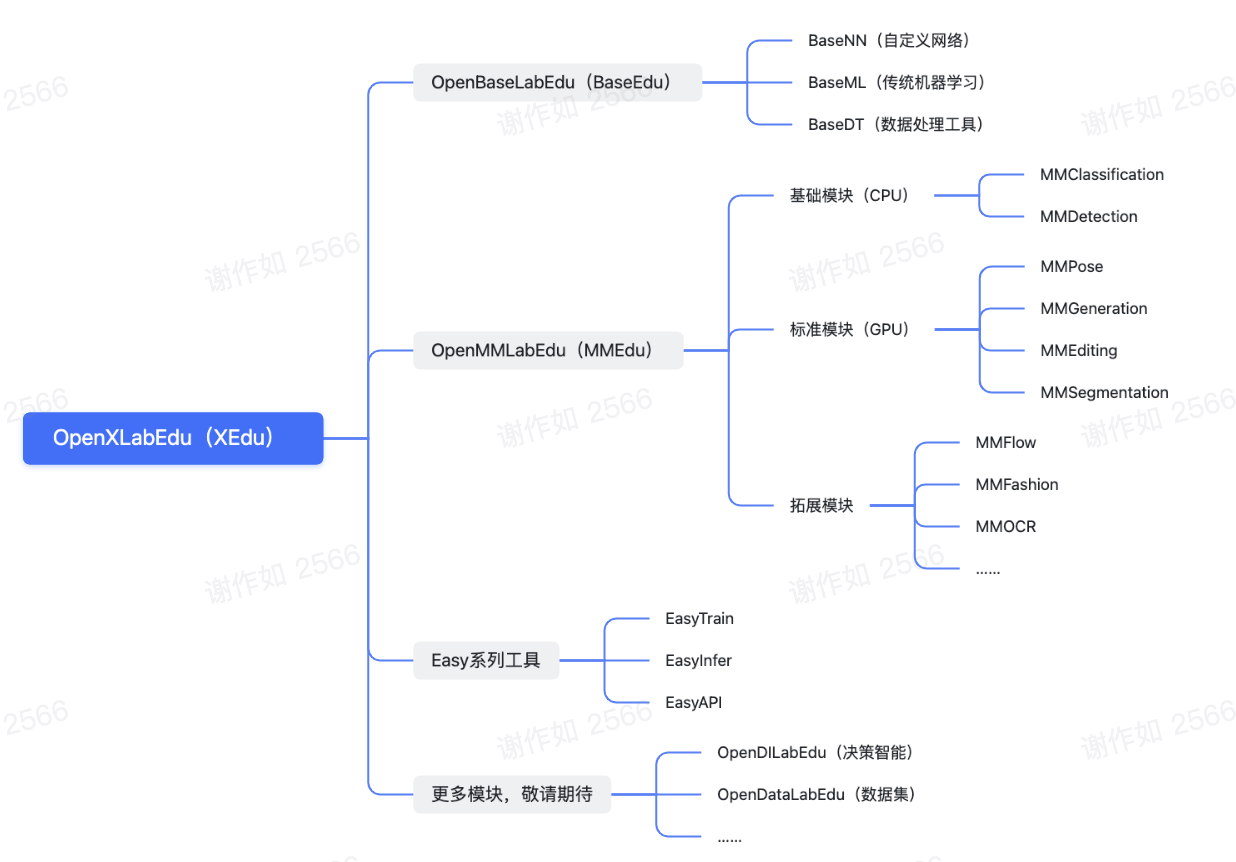 OpenXLabEdu（XEdu）
OpenBaseLabEdu（BaseEdu）
BaseNN（自定义网络）
BaseML（传统机器学习）
BaseDT（数据处理工具）
OpenMMLabEdu（MMEdu）
基础模块（CPU）
MMClassification
MMDetection
标准模块（GPU）
MMPose
MMGeneration
MMEditing
MMSegmentation
拓展模块
MMFlow
MMFashion
MMOCR
......
Easy系列工具
EasyTrain
EasyInfer
EasyAPI
更多模块，敬请期待
OpenDILabEdu（决策智能）
OpenDataLabEdu（数据集）
......
2566
谢作如 2566
谢作如 2566
谢作如 2566
谢作如 2566
2566
谢作如 2566
谢作如 2566
谢作如 2566
谢作如 2566
2566
谢作如 2566
谢作如 2566